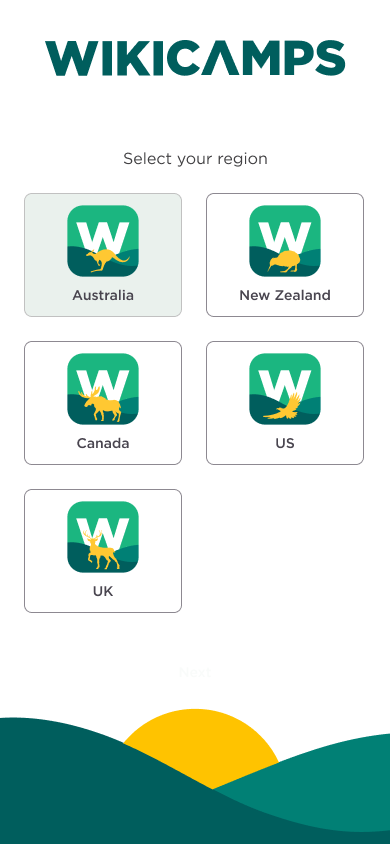 WIKICAMPS
Select your region
W
Australia
W
New Zealand
W
Canada
W
US
W
UK
Next